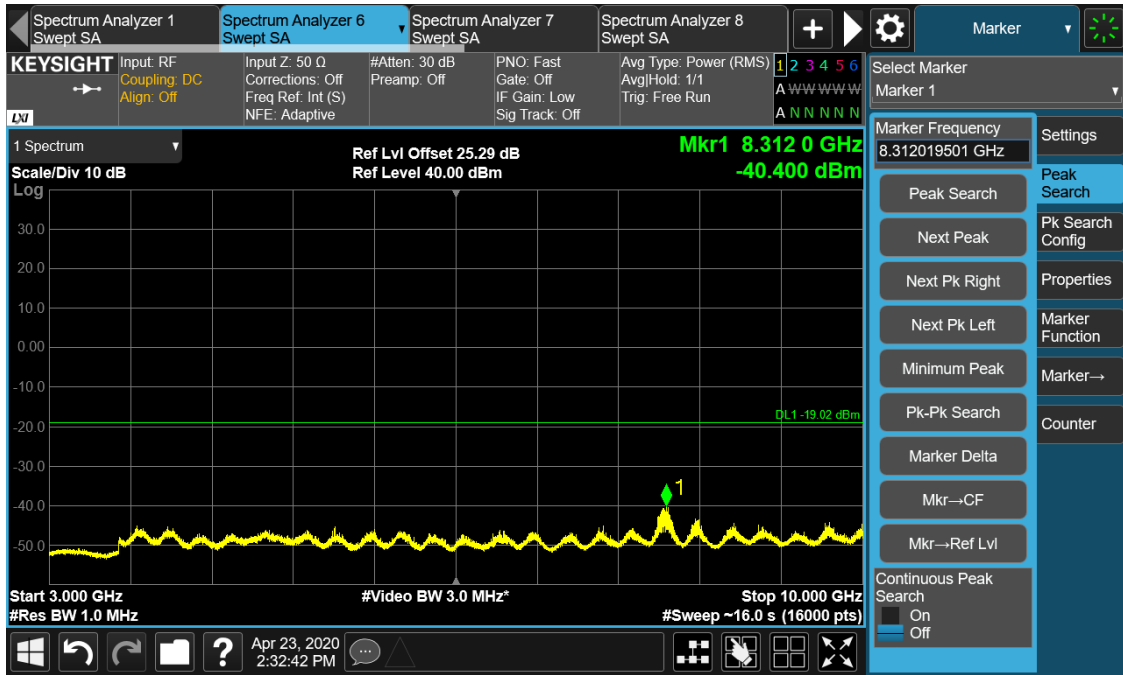 Spectrum Analyzer 1
Swept SA
Spectrum Analyzer 6
Swept SA
Spectrum Analyzer 7
Swept SA
Spectrum Analyzer 8
Swept SA
+
Marker
KEYSIGHT
LXI
Input: RF
Coupling: DC
Align: Off
Input Z: 50 Ω
Corrections: Off
Freq Ref: Int (S)
NFE: Adaptive
#Atten: 30 dB
Preamp: Off
PNO: Fast
Gate: Off
IF Gain: Low
Sig Track: Off
Avg Type: Power (RMS)
Avg|Hold: 1/1
Trig: Free Run
1 2 3 4 5 6
A W W W W W
A N N N N N
Select Marker
Marker 1
1 Spectrum
Scale/Div 10 dB
Log
Ref Lvl Offset 25.29 dB
Ref Level 40.00 dBm
Mkr1 8.312 0 GHz
-40.400 dBm
30.0
20.0
10.0
0.00
-10.0
-20.0
-30.0
-40.0
-50.0
DL1 -19.02 dBm
1
Start 3.000 GHz
#Res BW 1.0 MHz
#Video BW 3.0 MHz*
Stop 10.000 GHz
#Sweep ~16.0 s (16000 pts)
Marker Frequency
8.312019501 GHz
Peak Search
Next Peak
Next Pk Right
Next Pk Left
Minimum Peak
Pk-Pk Search
Marker Delta
Mkr→CF
Mkr→Ref Lvl
Continuous Peak
Search
On
Off
Settings
Peak
Search
Pk Search
Config
Properties
Marker
Function
Marker→
Counter
?
Apr 23, 2020
2:32:42 PM